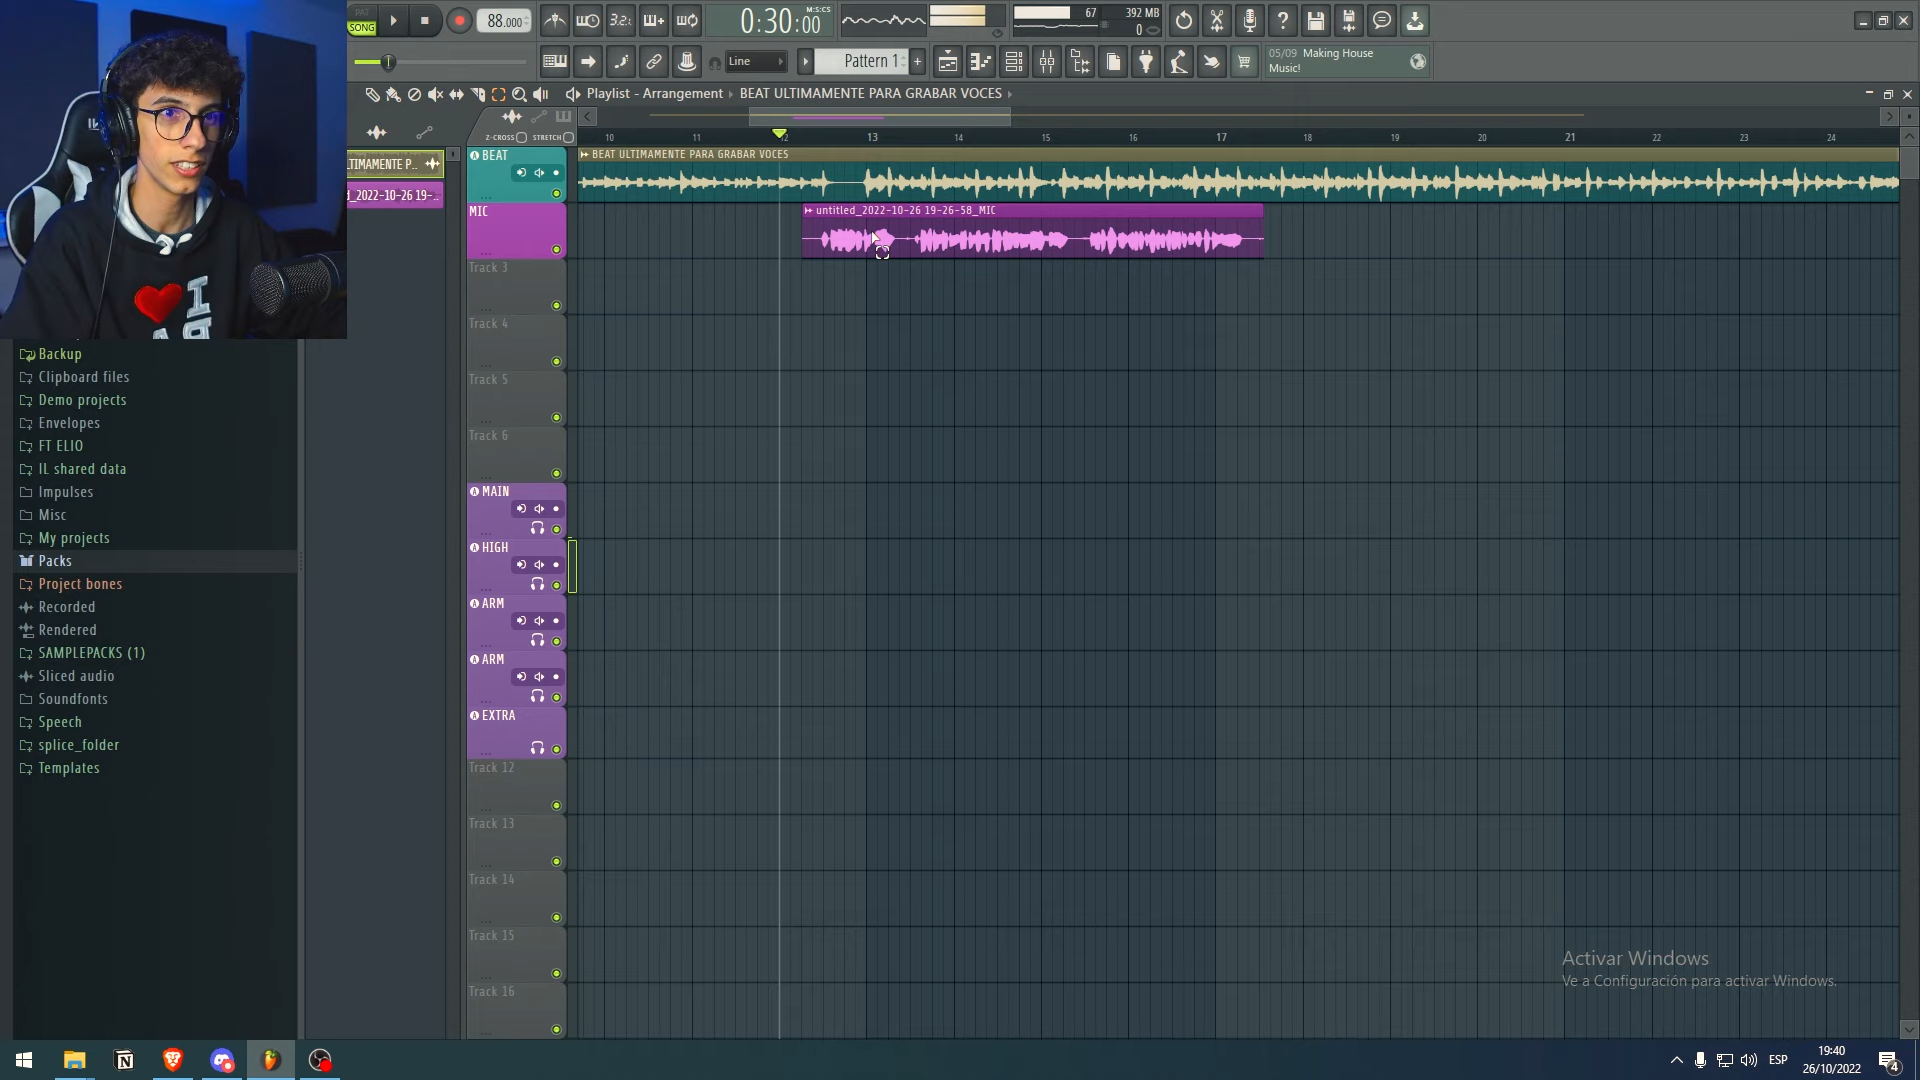 PAT
SONG
88.000
3.2.ε
0:30:00
M:S:CS
67
392 MB
0
Line
Pattern 1
05/09 Making House
Music!
Playlist - Arrangement
BEAT ULTIMAMENTE PARA GRABAR VOCES
Z-CROSS
STRETCH
10
11
12
13
14
15
16
17
18
19
20
21
22
23
24
TIMAMENTE P..
_2022-10-26 19-..
BEAT
BEAT ULTIMAMENTE PARA GRABAR VOCES
MIC
untitled_2022-10-26 19-26-58_MIC
Track 3
Track 4
Track 5
Track 6
MAIN
HIGH
ARM
ARM
EXTRA
Track 12
Track 13
Track 14
Track 15
Track 16
Backup
Clipboard files
Demo projects
Envelopes
FT ELIO
IL shared data
Impulses
Misc
My projects
Packs
Project bones
Recorded
Rendered
SAMPLEPACKS (1)
Sliced audio
Soundfonts
Speech
splice_folder
Templates
Activar Windows
Ve a Configuración para activar Windows.
ESP
19:40
26/10/2022
4